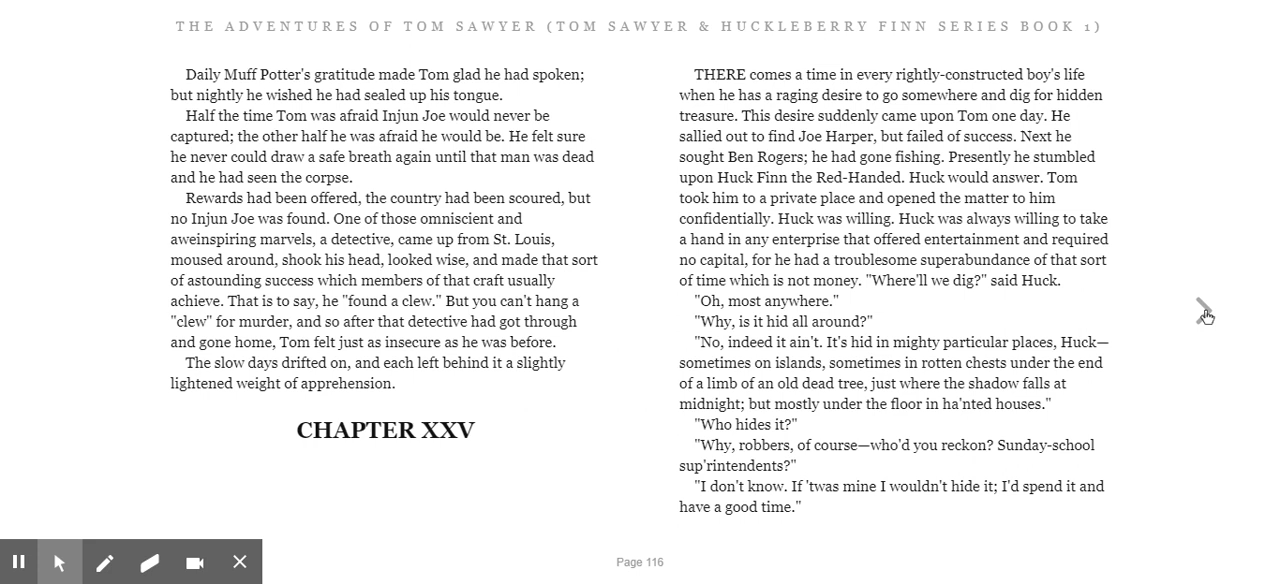 THE ADVENTURES OF TOM SAWYER (TOM SAWYER & HUCKLEBERRY FINN SERIES BOOK 1)
Daily Muff Potter's gratitude made Tom glad he had spoken;
but nightly he wished he had sealed up his tongue.
Half the time Tom was afraid Injun Joe would never be
captured; the other half he was afraid he would be. He felt sure
he never could draw a safe breath again until that man was dead
and he had seen the corpse.
Rewards had been offered, the country had been scoured, but
no Injun Joe was found. One of those omniscient and
aweinspiring marvels, a detective, came up from St. Louis,
moused around, shook his head, looked wise, and made that sort
of astounding success which members of that craft usually
achieve. That is to say, he "found a clew." But you can't hang a
"clew" for murder, and so after that detective had got through
and gone home, Tom felt just as insecure as he was before.
The slow days drifted on, and each left behind it a slightly
lightened weight of apprehension.
CHAPTER XXV
THERE comes a time in every rightly-constructed boy's life
when he has a raging desire to go somewhere and dig for hidden
treasure. This desire suddenly came upon Tom one day. He
sallied out to find Joe Harper, but failed of success. Next he
sought Ben Rogers; he had gone fishing. Presently he stumbled
upon Huck Finn the Red-Handed. Huck would answer. Tom
took him to a private place and opened the matter to him
confidentially. Huck was willing. Huck was always willing to take
a hand in any enterprise that offered entertainment and required
no capital, for he had a troublesome superabundance of that sort
of time which is not money. "Where'll we dig?" said Huck.
"Oh, most anywhere."
"Why, is it hid all around?"
"No, indeed it ain't. It's hid in mighty particular places, Huck—
sometimes on islands, sometimes in rotten chests under the end
of a limb of an old dead tree, just where the shadow falls at
midnight; but mostly under the floor in ha'nted houses."
"Who hides it?"
"Why, robbers, of course—who'd you reckon? Sunday-school
sup'rintendents?"
"I don't know. If 'twas mine I wouldn't hide it; I'd spend it and
have a good time."
Page 116